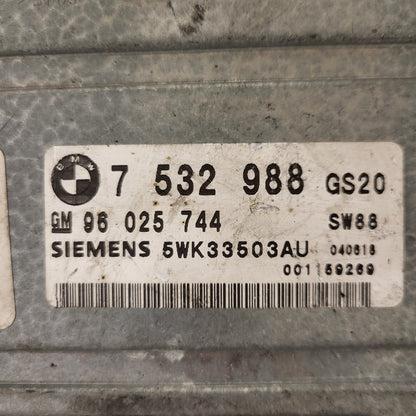 BMW 7 532 988 GS20
GM 96 025 744 SW88
SIEMENS 5WK33503AU 040618
001159269